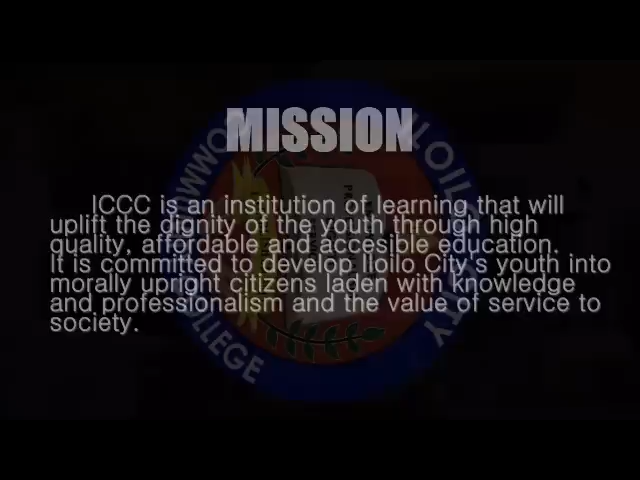 MISSION
ICCC is an institution of learning that will
uplift the dignity of the youth through high
quality, affordable and accesible education.
It is committed to develop Iloilo City's youth into
morally upright citizens laden with knowledge
and professionalism and the value of service to
society.